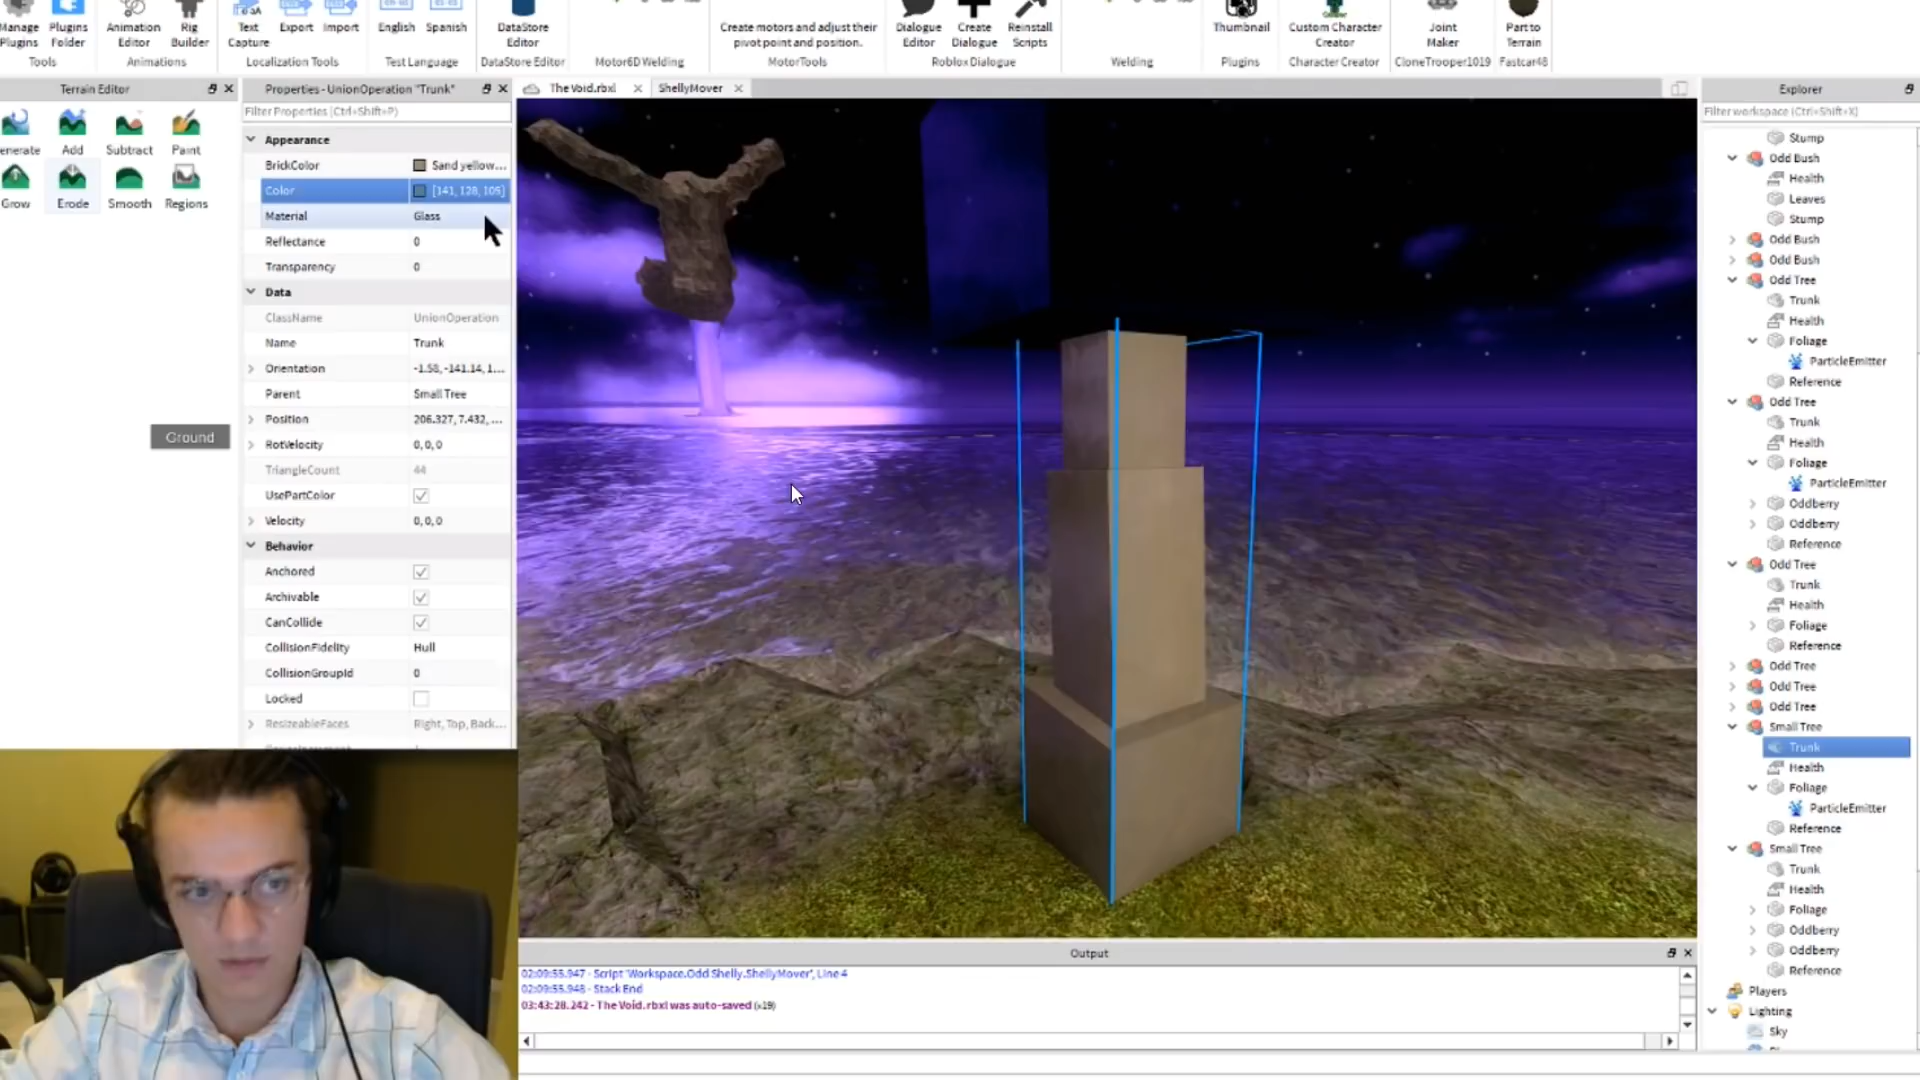 Manage Plugins
Plugins Folder
Animation Editor
Rig Builder
Text Capture
Export
Import
English
Spanish
DataStore Editor
Create motors and adjust their pivot point and position.
Dialogue Editor
Create Dialogue
Reinstall Scripts
Thumbnail
Custom Character Creator
Joint Maker
Part to Terrain
Tools
Animations
Localization Tools
Test Language
DataStore Editor
Motor6D Welding
MotorTools
Roblox Dialogue
Welding
Plugins
Character Creator
CloneTrooper1019
Fastcar48
Terrain Editor
enerate
Add
Subtract
Paint
Grow
Erode
Smooth
Regions
Ground
Properties - UnionOperation "Trunk"
Filter Properties (Ctrl+Shift+P)
Appearance
BrickColor Sand yellow...
Color [141, 128, 105]
Material Glass
Reflectance 0
Transparency 0
Data
ClassName UnionOperation
Name Trunk
Orientation -1.58, -141.14, 1...
Parent Small Tree
Position 206.327, 7.432, ...
RotVelocity 0, 0, 0
TriangleCount 44
UsePartColor
Velocity 0, 0, 0
Behavior
Anchored
Archivable
CanCollide
CollisionFidelity Hull
CollisionGroupId 0
Locked
ResizeableFaces Right, Top, Back...
The Void.rbxl
ShellyMover
Output
02:09:55.947 - Script 'Workspace.Odd Shelly.ShellyMover', Line 4
02:09:55.948 - Stack End
03:43:28.242 - The Void.rbxl was auto-saved (x19)
Explorer
Filter workspace (Ctrl+Shift+X)
Stump
Odd Bush
Health
Leaves
Stump
Odd Bush
Odd Bush
Odd Tree
Trunk
Health
Foliage
ParticleEmitter
Reference
Odd Tree
Trunk
Health
Foliage
ParticleEmitter
Oddberry
Oddberry
Reference
Odd Tree
Trunk
Health
Foliage
Reference
Odd Tree
Odd Tree
Odd Tree
Small Tree
Trunk
Health
Foliage
ParticleEmitter
Reference
Small Tree
Trunk
Health
Foliage
Oddberry
Oddberry
Reference
Players
Lighting
Sky